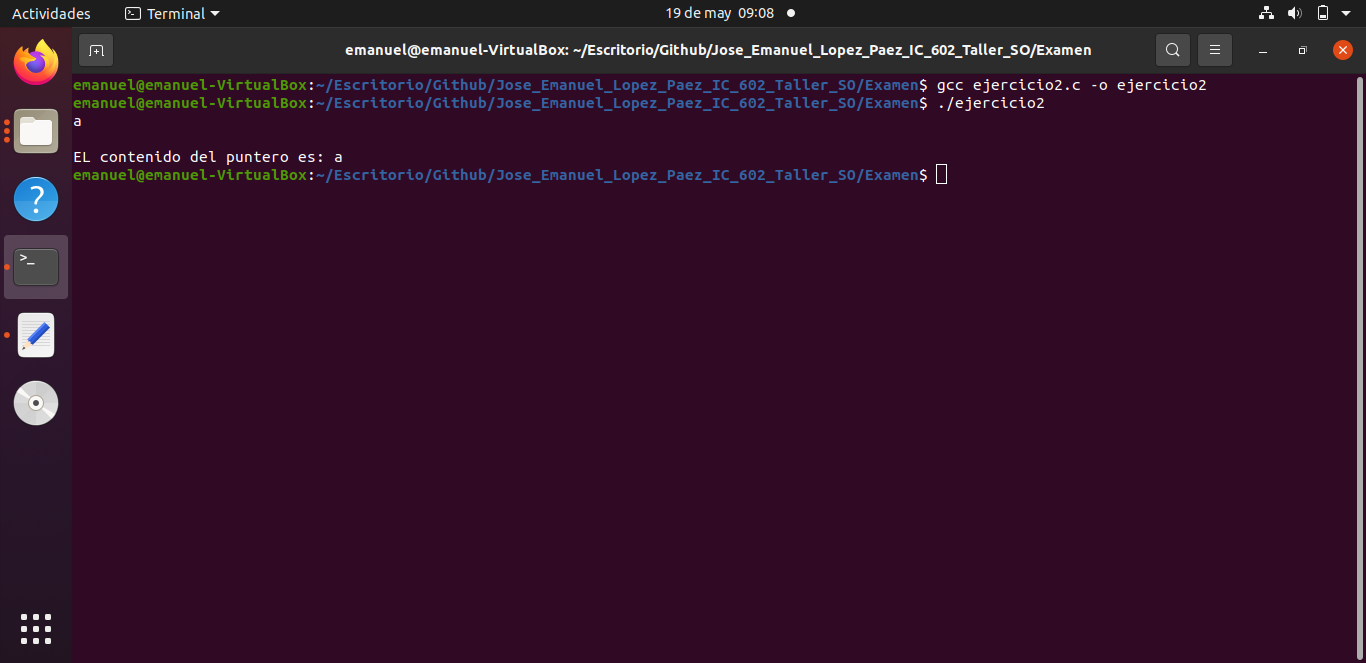 Actividades Terminal 19 de may 09:08
emanuel@emanuel-VirtualBox: ~/Escritorio/Github/Jose_Emanuel_Lopez_Paez_IC_602_Taller_SO/Examen
emanuel@emanuel-VirtualBox:~/Escritorio/Github/Jose_Emanuel_Lopez_Paez_IC_602_Taller_SO/Examen$ gcc ejercicio2.c -o ejercicio2
emanuel@emanuel-VirtualBox:~/Escritorio/Github/Jose_Emanuel_Lopez_Paez_IC_602_Taller_SO/Examen$ ./ejercicio2
a
EL contenido del puntero es: a
emanuel@emanuel-VirtualBox:~/Escritorio/Github/Jose_Emanuel_Lopez_Paez_IC_602_Taller_SO/Examen$